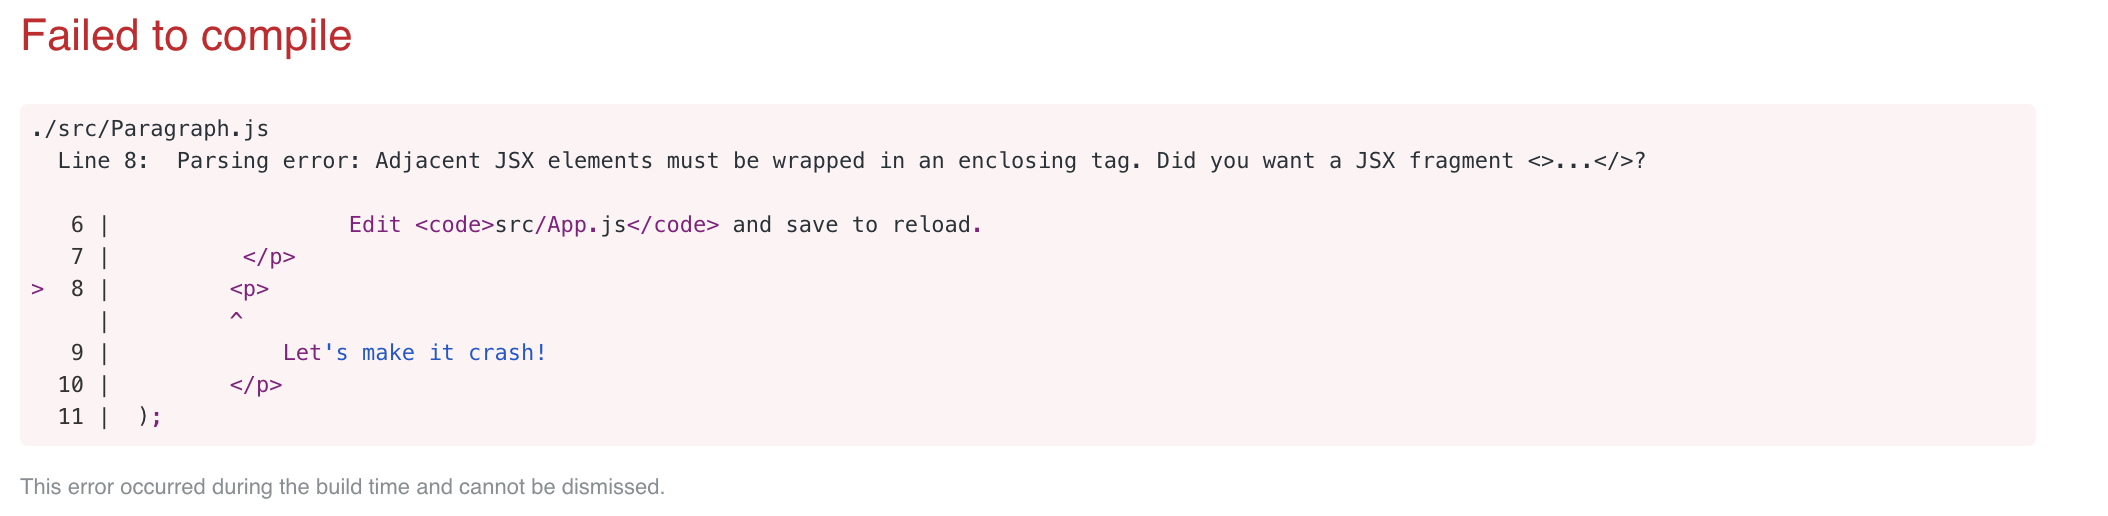 Failed to compile
./src/Paragraph.js
  Line 8:  Parsing error: Adjacent JSX elements must be wrapped in an enclosing tag. Did you want a JSX fragment <>...</>?
   6 |                  Edit <code>src/App.js</code> and save to reload.
   7 |          </p>
>  8 |         <p>
     |         ^
   9 |             Let's make it crash!
  10 |         </p>
  11 |  );
This error occurred during the build time and cannot be dismissed.